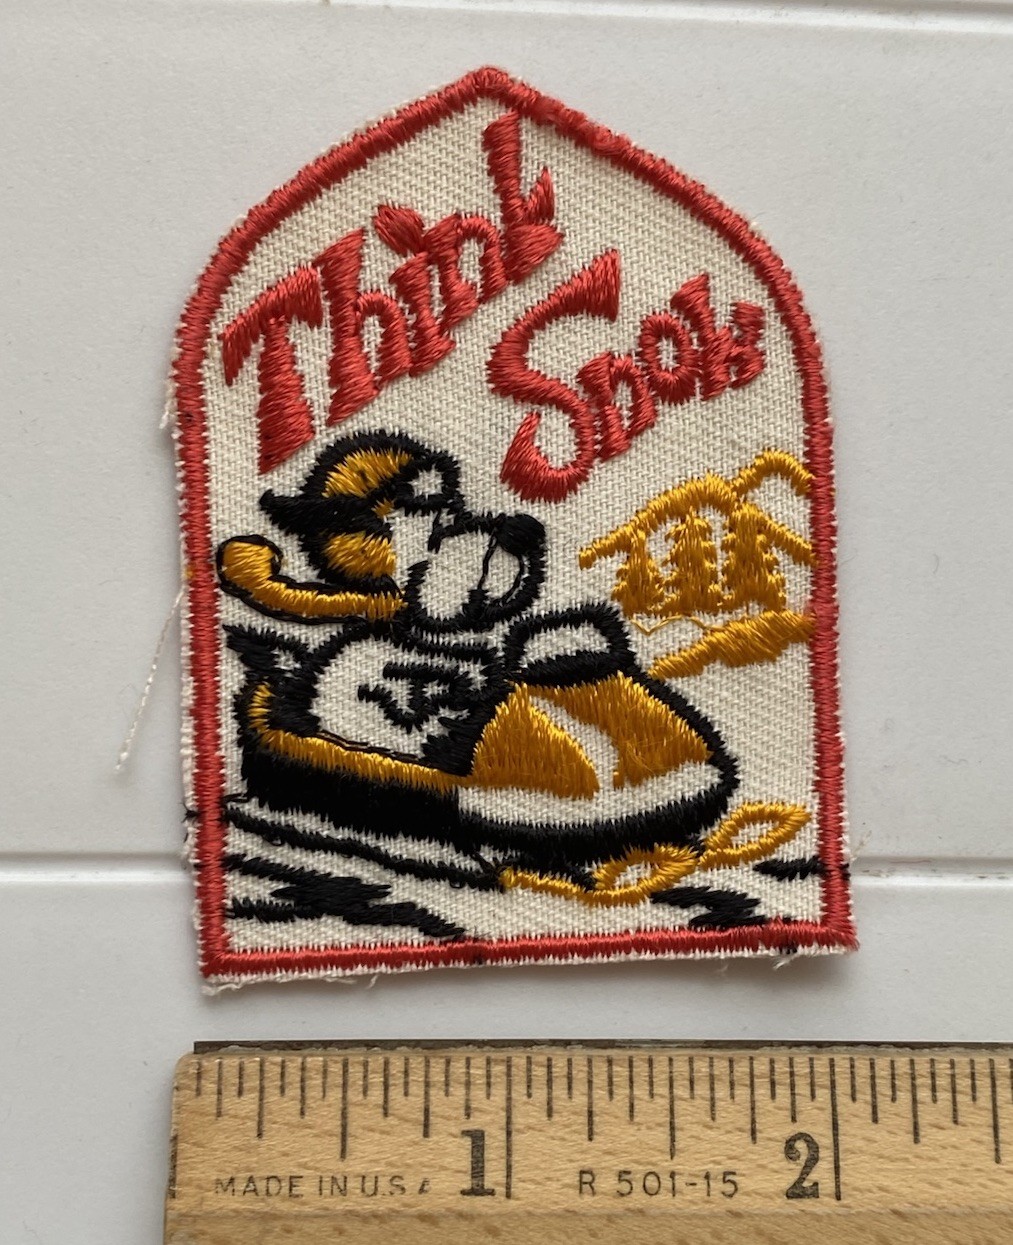 Think
Snow
MADE IN U.S.A 1 R 501-15 2